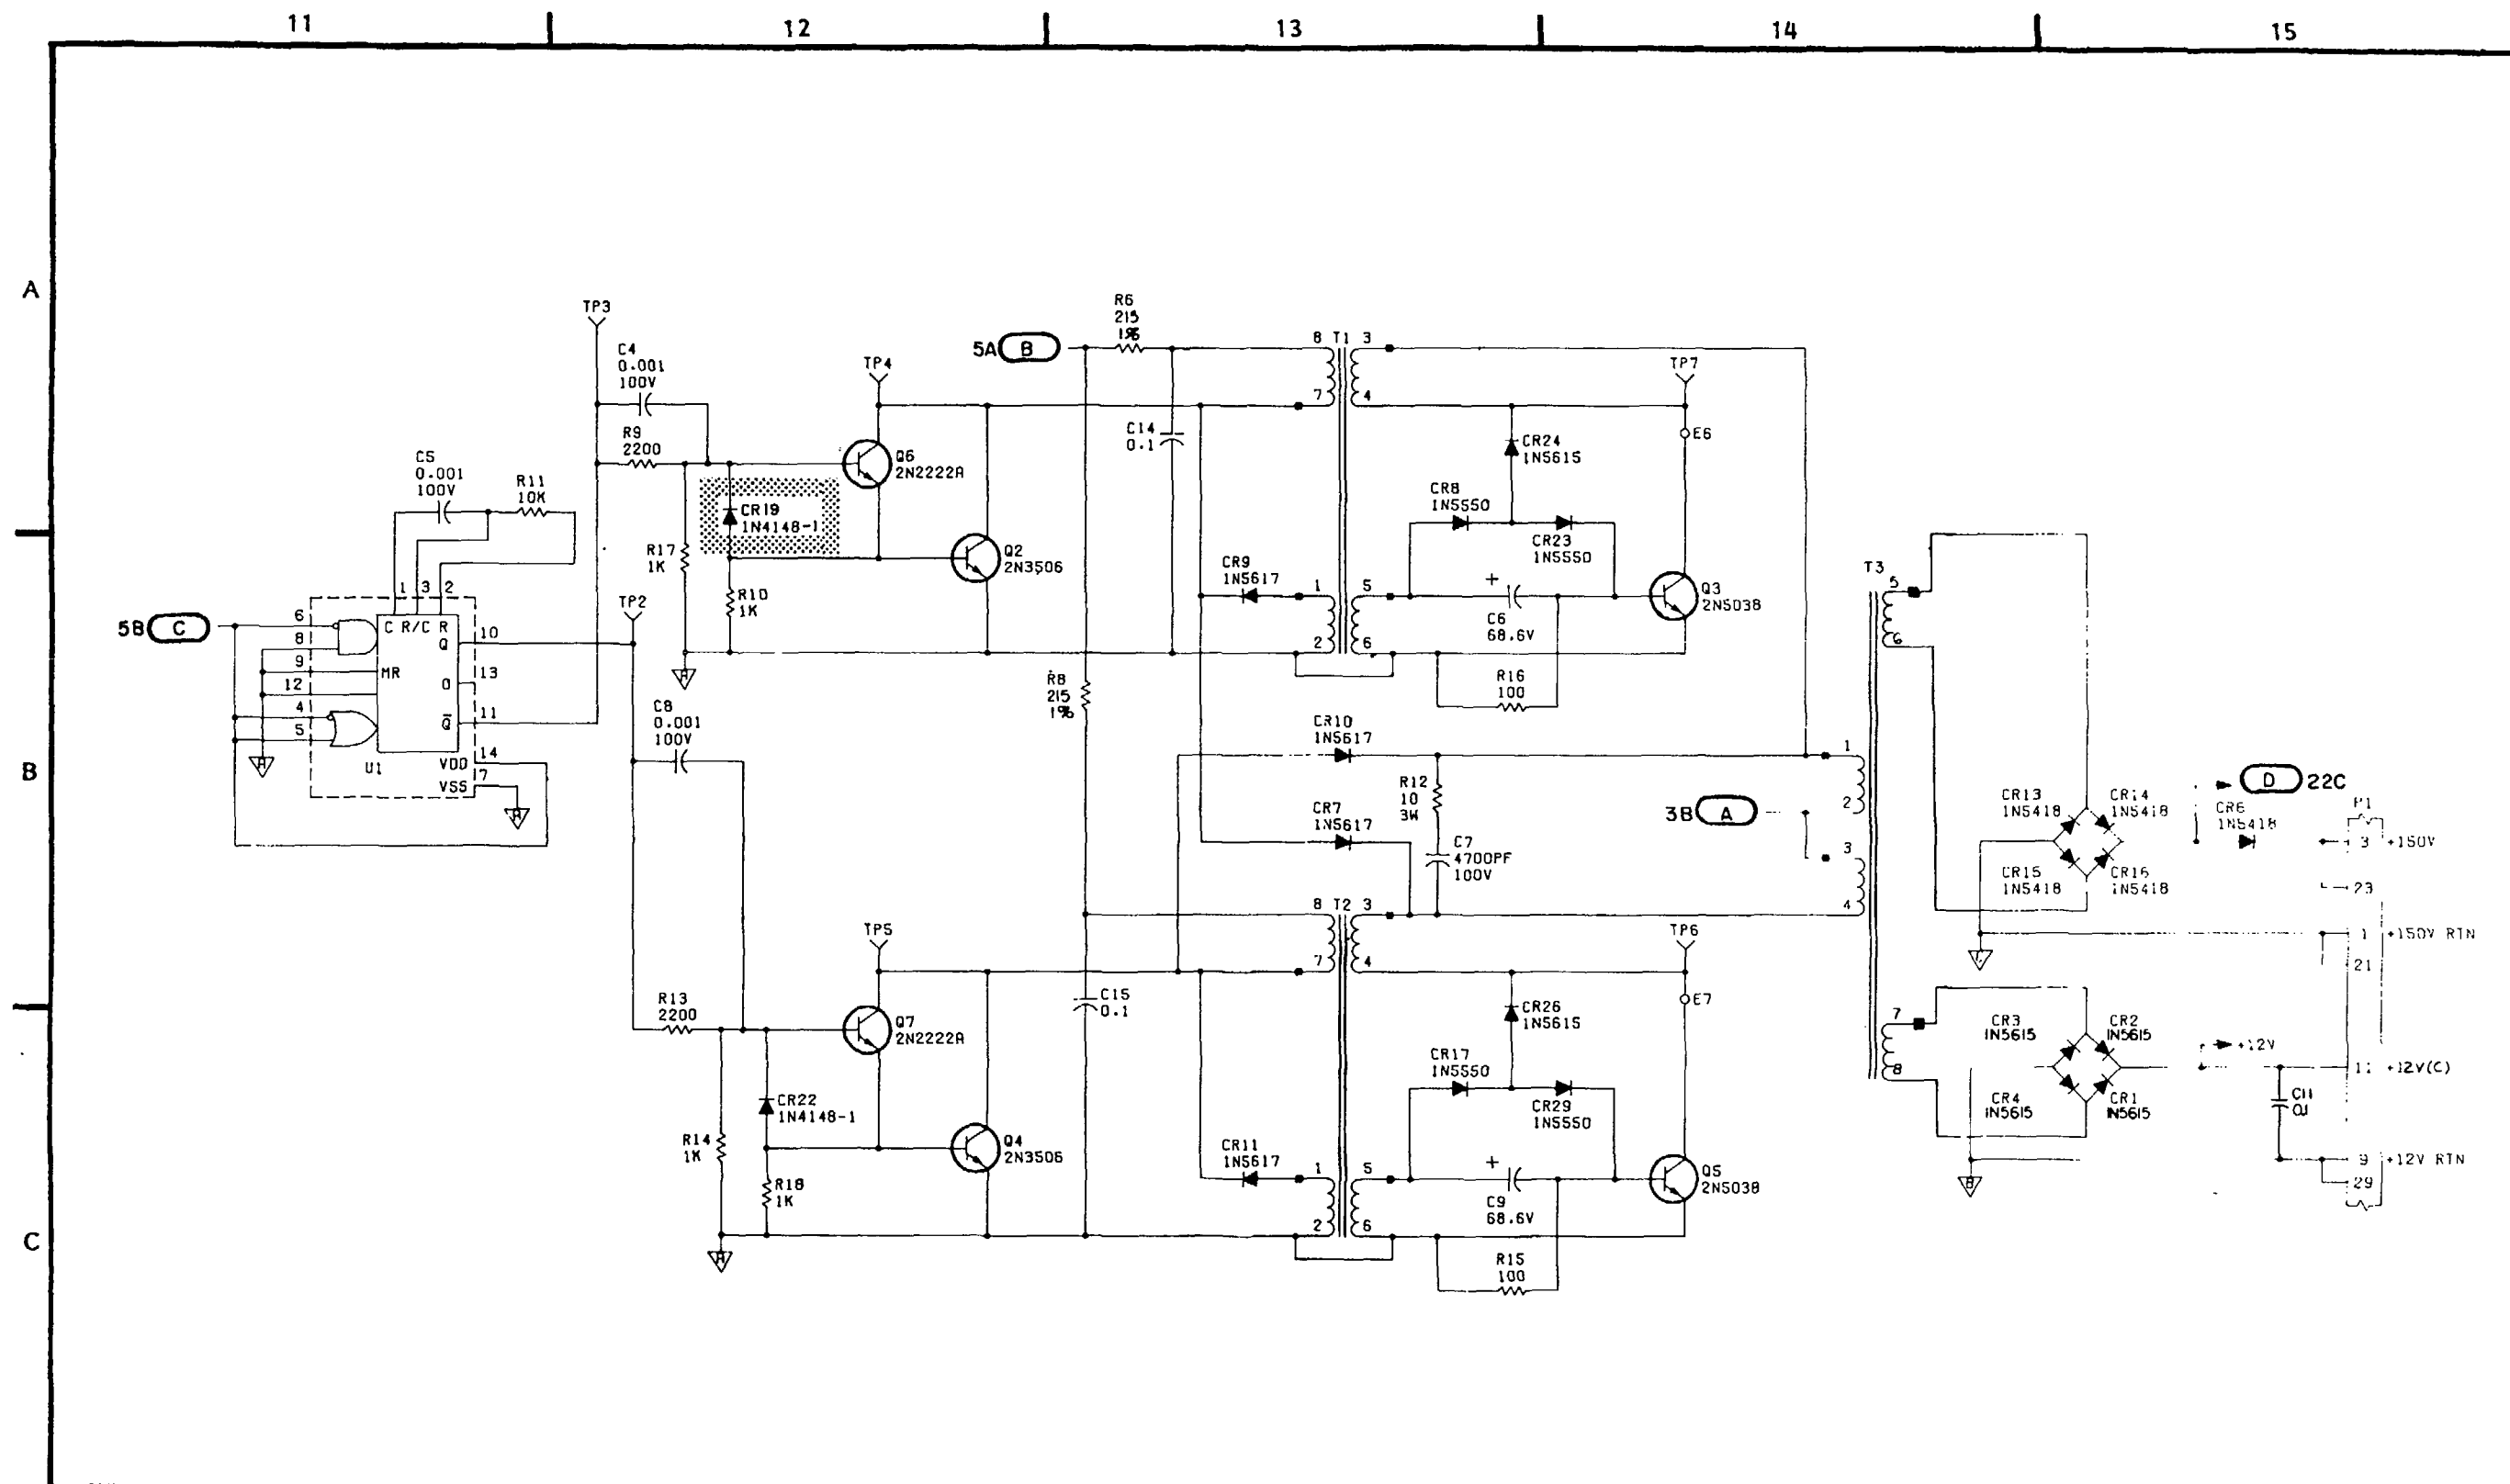 11 12 13 14 15
A
B
C
TP3
C4
0.001
100V
R9
2200
C5
0.001
100V
R11
10K
TP4
Q6
2N2222A
CR19
1N4148-1
R17
1K
R10
1K
Q2
2N3506
TP2
5B C
6
8
9
12
4
5
1 3 2
C R/C R
Q
MR
O
Q̅
10
13
11
14
7
VDD
VSS
U1
A
A
A
C8
0.001
100V
5A B
R6
215
1%
C14
0.1
R8
215
1%
8 T1 3
7 4
CR9
1N5617
1 5
2 6
TP7
E6
CR24
1N5615
CR8
1N5550
CR23
1N5550
+
C6
68.6V
Q3
2N5038
R16
100
CR10
1N5617
R12
10
3W
CR7
1N5617
C7
4700PF
100V
3B A
T3
5
6
1
2
3
4
7
8
CR13
1N5418
CR14
1N5418
CR15
1N5418
CR16
1N5418
D 22C
CR6
1N5418
P1
3 +150V
23
1 +150V RTN
21
TP5
R13
2200
Q7
2N2222A
CR22
1N4148-1
R14
1K
R18
1K
Q4
2N3506
A
C15
0.1
8 T2 3
7 4
CR11
1N5617
1 5
2 6
TP6
E7
CR26
1N5615
CR17
1N5550
CR29
1N5550
+
C9
68.6V
Q5
2N5038
R15
100
CR3
1N5615
CR2
1N5615
CR4
1N5615
CR1
1N5615
B
+12V
C11
0.1
11 +12V(C)
9 +12V RTN
29